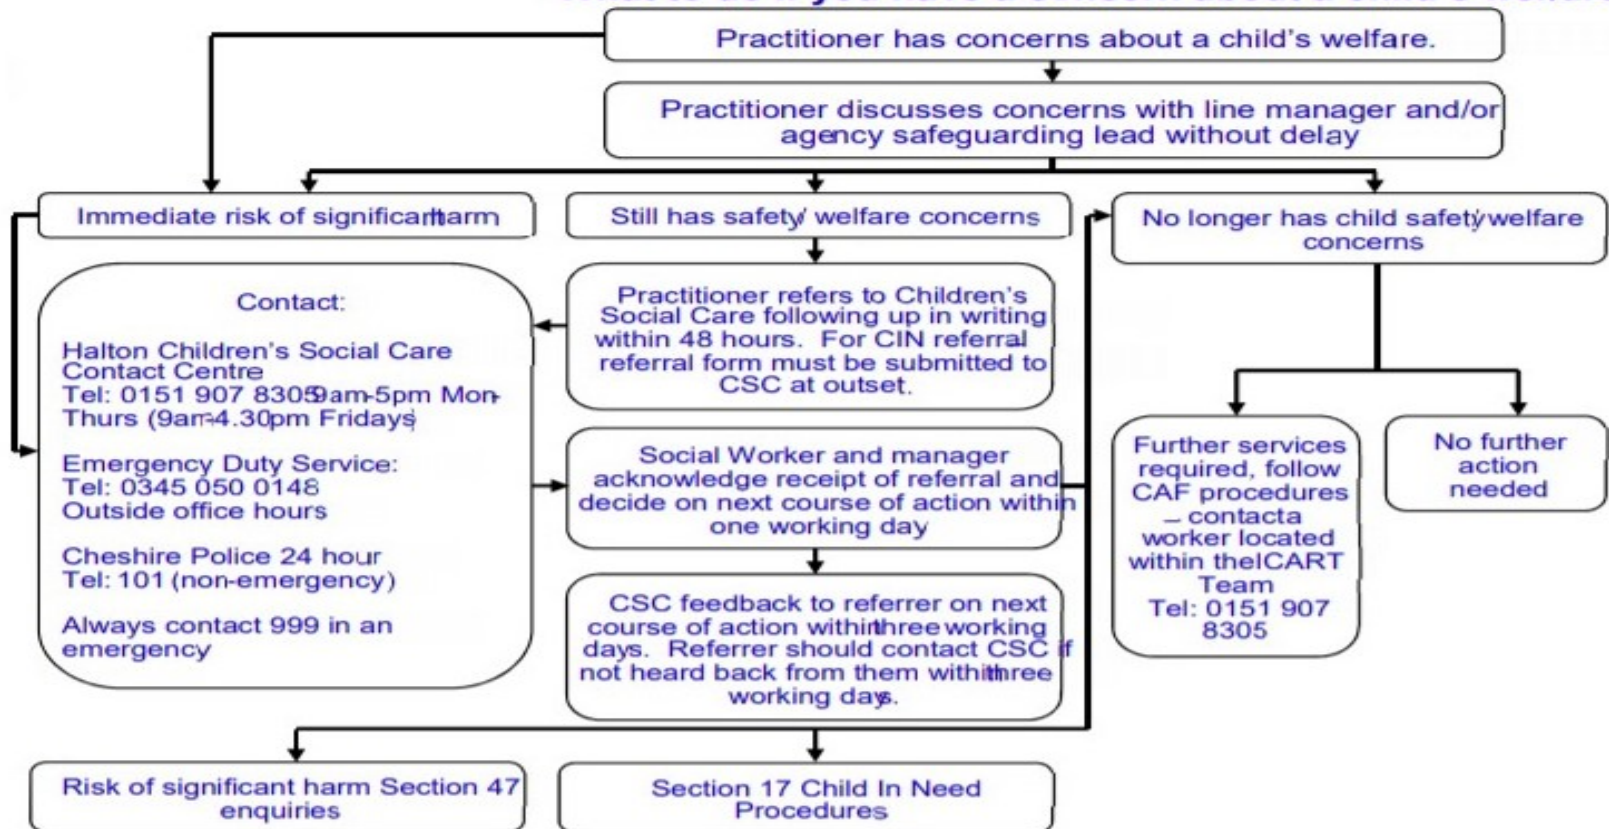 Practitioner has concerns about a child's welfare.
Practitioner discusses concerns with line manager and/or
agency safeguarding lead without delay
Immediate risk of significant harm
Still has safety/ welfare concerns
No longer has child safety/welfare
concerns
Contact:
Halton Children's Social Care
Contact Centre
Tel: 0151 907 8305 9am-5pm Mon-
Thurs (9am-4.30pm Fridays)
Emergency Duty Service:
Tel: 0345 050 0148
Outside office hours
Cheshire Police 24 hour
Tel: 101 (non-emergency)
Always contact 999 in an
emergency
Practitioner refers to Children's
Social Care following up in writing
within 48 hours. For CIN referral
referral form must be submitted to
CSC at outset.
Social Worker and manager
acknowledge receipt of referral and
decide on next course of action within
one working day
CSC feedback to referrer on next
course of action within three working
days. Referrer should contact CSC if
not heard back from them within three
working days.
Further services
required, follow
CAF procedures
– contact a
worker located
within the ICART
Team
Tel: 0151 907
8305
No further
action
needed
Risk of significant harm Section 47
enquiries
Section 17 Child In Need
Procedures